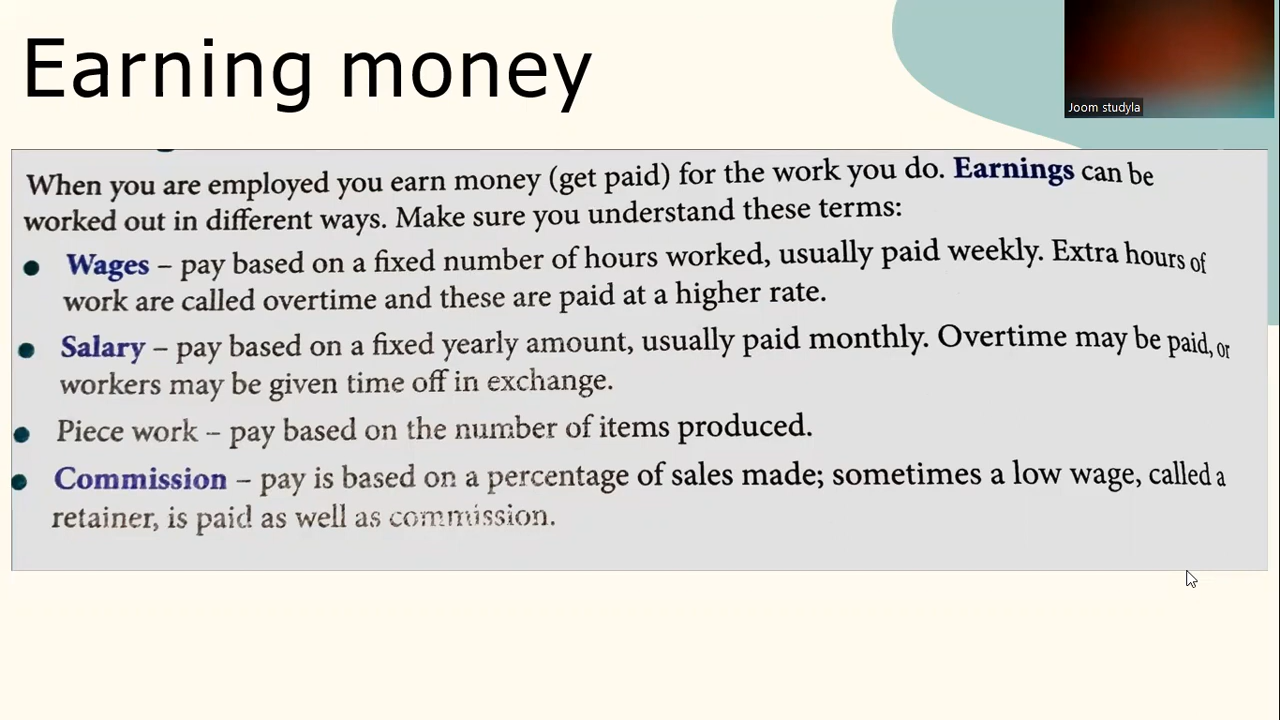 Earning money
Joom studyla
When you are employed you earn money (get paid) for the work you do. Earnings can be
worked out in different ways. Make sure you understand these terms:
Wages – pay based on a fixed number of hours worked, usually paid weekly. Extra hours of
work are called overtime and these are paid at a higher rate.
Salary – pay based on a fixed yearly amount, usually paid monthly. Overtime may be paid, or
workers may be given time off in exchange.
Piece work – pay based on the number of items produced.
Commission – pay is based on a percentage of sales made; sometimes a low wage, called a
retainer, is paid as well as commission.